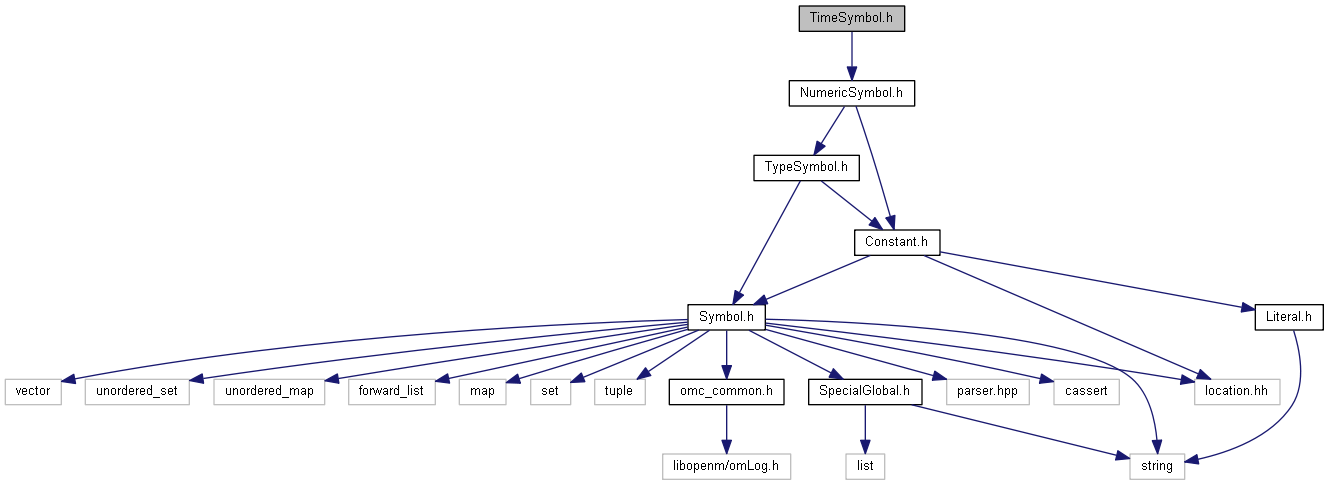 TimeSymbol.h
NumericSymbol.h
TypeSymbol.h
Constant.h
Symbol.h
Literal.h
vector
unordered_set
unordered_map
forward_list
map
set
tuple
omc_common.h
SpecialGlobal.h
parser.hpp
cassert
location.hh
libopenm/omLog.h
list
string